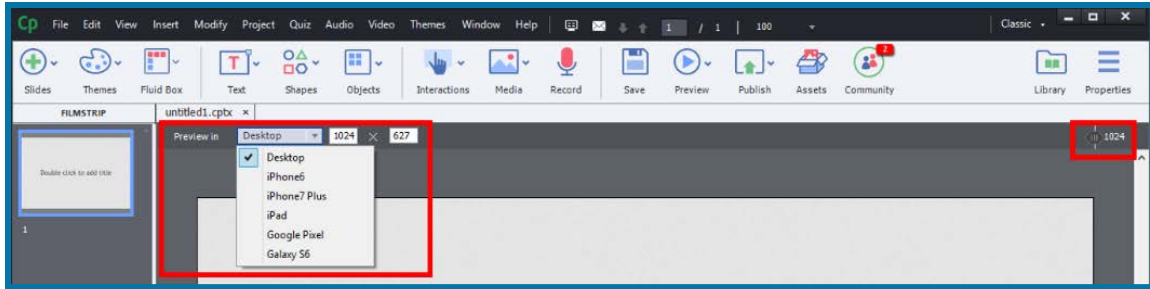 Cp File Edit View Insert Modify Project Quiz Audio Video Themes Window Help 1 / 1 100 Classic
2
Slides Themes Fluid Box Text Shapes Objects Interactions Media Record Save Preview Publish Assets Community Library Properties
FILMSTRIP untitled1.cptx ×
Preview in Desktop 1024 × 627 1024
Desktop
iPhone6
iPhone7 Plus
iPad
Google Pixel
Galaxy S6
Double click to add title
1